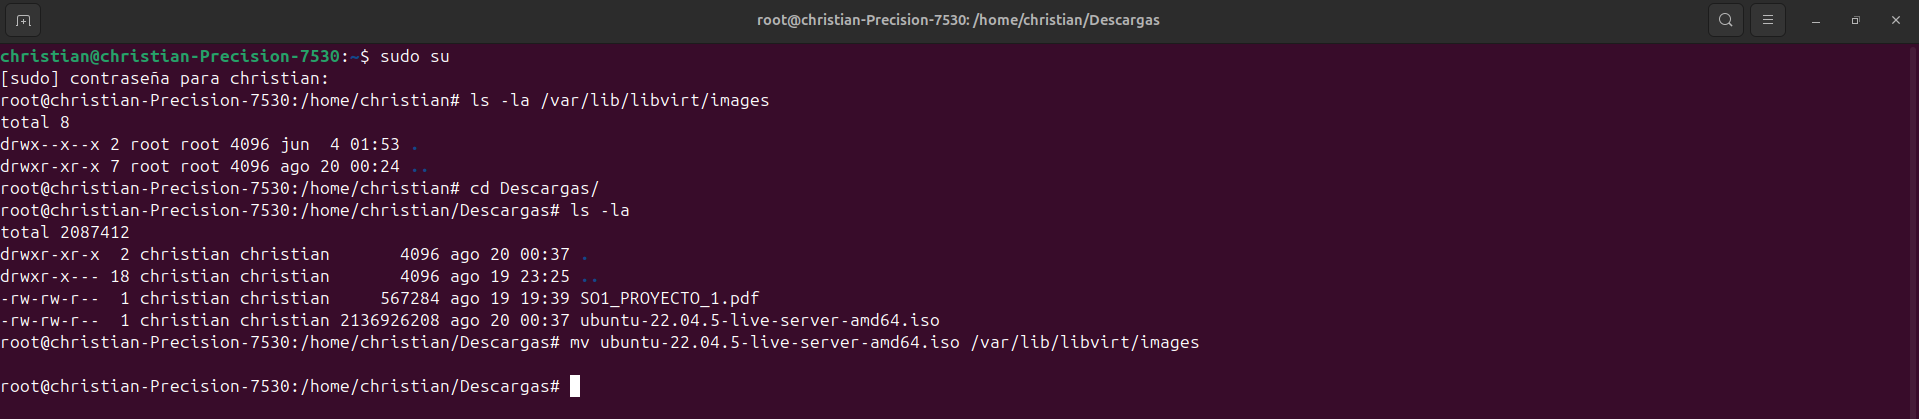 root@christian-Precision-7530: /home/christian/Descargas
christian@christian-Precision-7530:~$ sudo su
[sudo] contraseña para christian:
root@christian-Precision-7530:/home/christian# ls -la /var/lib/libvirt/images
total 8
drwx--x--x 2 root root 4096 jun  4 01:53 .
drwxr-xr-x 7 root root 4096 ago 20 00:24 ..
root@christian-Precision-7530:/home/christian# cd Descargas/
root@christian-Precision-7530:/home/christian/Descargas# ls -la
total 2087412
drwxr-xr-x  2 christian christian       4096 ago 20 00:37 .
drwxr-x--- 18 christian christian       4096 ago 19 23:25 ..
-rw-rw-r--  1 christian christian     567284 ago 19 19:39 SO1_PROYECTO_1.pdf
-rw-rw-r--  1 christian christian 2136926208 ago 20 00:37 ubuntu-22.04.5-live-server-amd64.iso
root@christian-Precision-7530:/home/christian/Descargas# mv ubuntu-22.04.5-live-server-amd64.iso /var/lib/libvirt/images
root@christian-Precision-7530:/home/christian/Descargas#